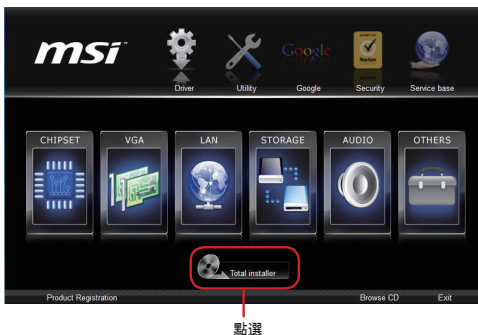 msi
Driver Utility Google Security Service base
Google
Norton
CHIPSET VGA LAN STORAGE AUDIO OTHERS
Total installer
Product Registration Browse CD Exit
點選